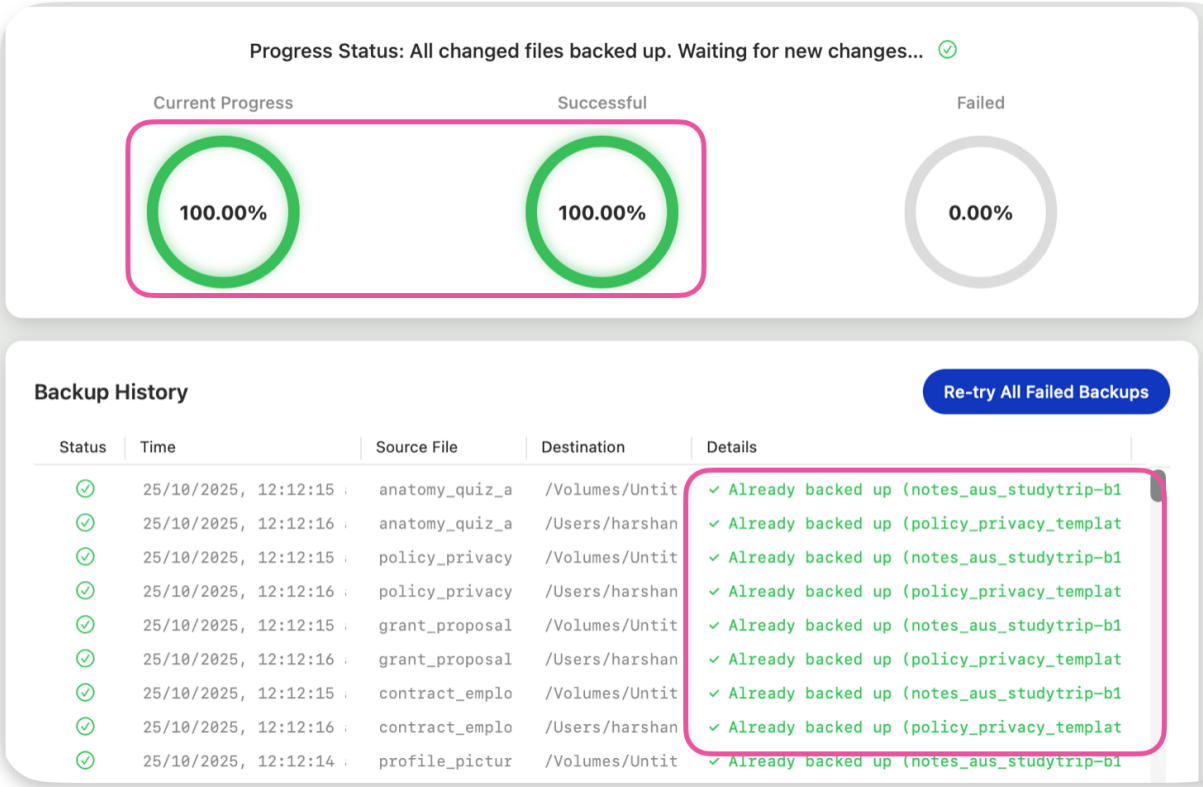 Progress Status: All changed files backed up. Waiting for new changes...
Current Progress Successful Failed
100.00% 100.00% 0.00%
Backup History Re-try All Failed Backups
Status Time Source File Destination Details
25/10/2025, 12:12:15 anatomy_quiz_a /Volumes/Untit ✓ Already backed up (notes_aus_studytrip-b1
25/10/2025, 12:12:16 anatomy_quiz_a /Users/harshan ✓ Already backed up (policy_privacy_templat
25/10/2025, 12:12:15 policy_privacy /Volumes/Untit ✓ Already backed up (notes_aus_studytrip-b1
25/10/2025, 12:12:16 policy_privacy /Users/harshan ✓ Already backed up (policy_privacy_templat
25/10/2025, 12:12:15 grant_proposal /Volumes/Untit ✓ Already backed up (notes_aus_studytrip-b1
25/10/2025, 12:12:16 grant_proposal /Users/harshan ✓ Already backed up (policy_privacy_templat
25/10/2025, 12:12:15 contract_emplo /Volumes/Untit ✓ Already backed up (notes_aus_studytrip-b1
25/10/2025, 12:12:16 contract_emplo /Users/harshan ✓ Already backed up (policy_privacy_templat
25/10/2025, 12:12:14 profile_pictur /Volumes/Untit ✓ Already backed up (notes_aus_studytrip-b1